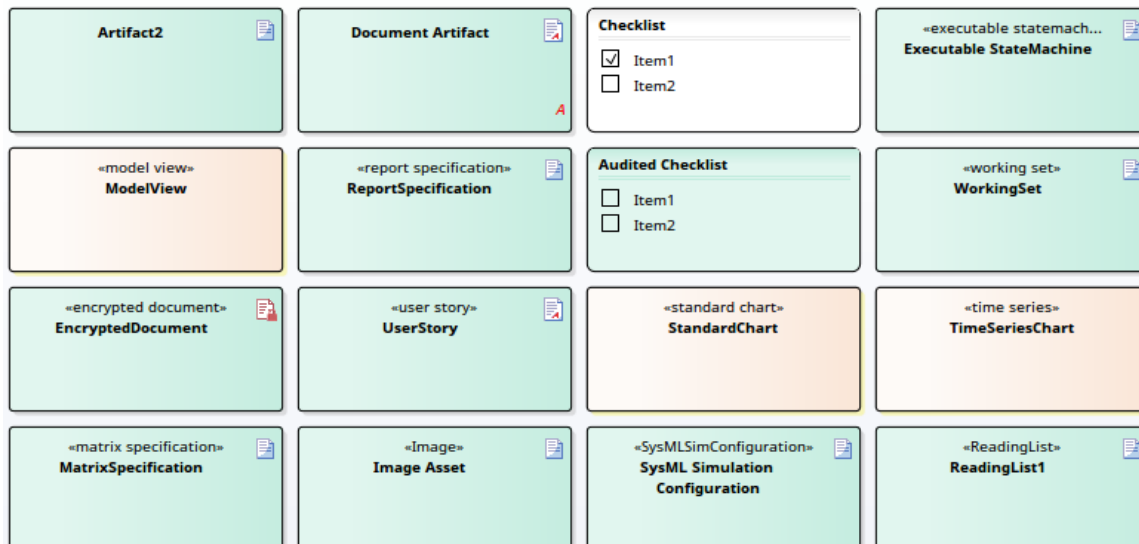 Artifact2
Document Artifact
A
Checklist
Item1
Item2
«executable statemach...
Executable StateMachine
«model view»
ModelView
«report specification»
ReportSpecification
Audited Checklist
Item1
Item2
«working set»
WorkingSet
«encrypted document»
EncryptedDocument
«user story»
UserStory
«standard chart»
StandardChart
«time series»
TimeSeriesChart
«matrix specification»
MatrixSpecification
«Image»
Image Asset
«SysMLSimConfiguration»
SysML Simulation
Configuration
«ReadingList»
ReadingList1